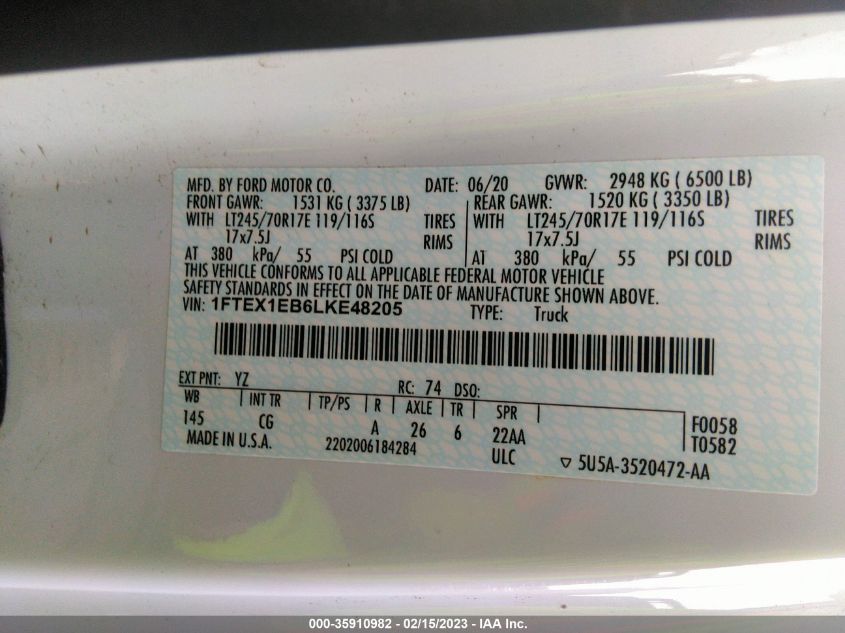 MFD. BY FORD MOTOR CO. DATE: 06/20 GVWR: 2948 KG ( 6500 LB)
FRONT GAWR: 1531 KG ( 3375 LB) REAR GAWR: 1520 KG ( 3350 LB)
WITH LT245/70R17E 119/116S TIRES WITH LT245/70R17E 119/116S TIRES
17x7.5J RIMS 17x7.5J RIMS
AT 380 kPa/ 55 PSI COLD AT 380 kPa/ 55 PSI COLD
THIS VEHICLE CONFORMS TO ALL APPLICABLE FEDERAL MOTOR VEHICLE
SAFETY STANDARDS IN EFFECT ON THE DATE OF MANUFACTURE SHOWN ABOVE.
VIN: 1FTEX1EB6LKE48205 TYPE: Truck
EXT PNT: YZ RC: 74 DSO:
WB INT TR TP/PS R AXLE TR SPR F0058
145 CG A 26 6 22AA T0582
MADE IN U.S.A. 2202006184284 ULC ▽ 5U5A-3520472-AA
000-35910982 - 02/15/2023 - IAA Inc.